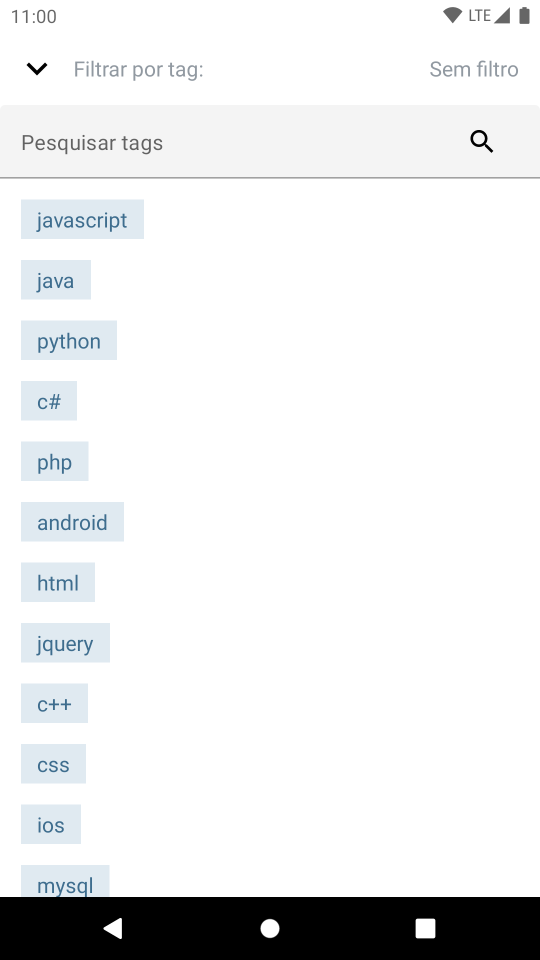 11:00 LTE
Filtrar por tag: Sem filtro
Pesquisar tags
javascript
java
python
c#
php
android
html
jquery
c++
css
ios
mysql